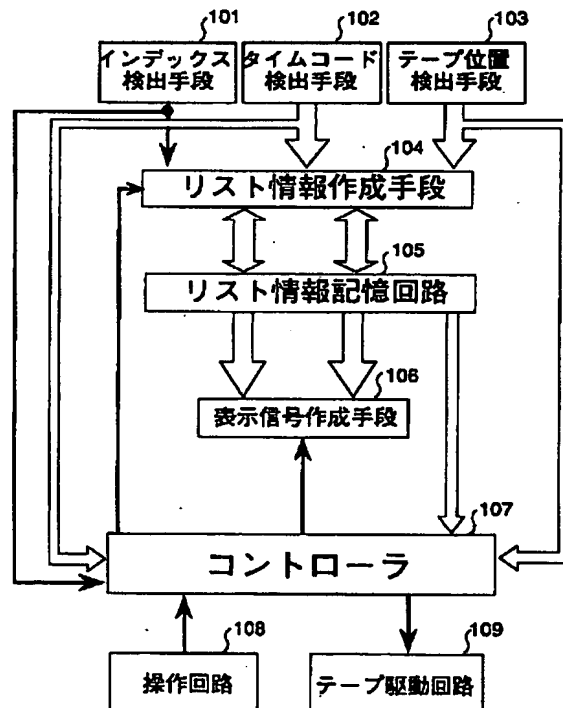 101
102
103
インデックス
検出手段
タイムコード
検出手段
テープ位置
検出手段
104
リスト情報作成手段
105
リスト情報記憶回路
106
表示信号作成手段
107
コントローラ
108
109
操作回路
テープ駆動回路